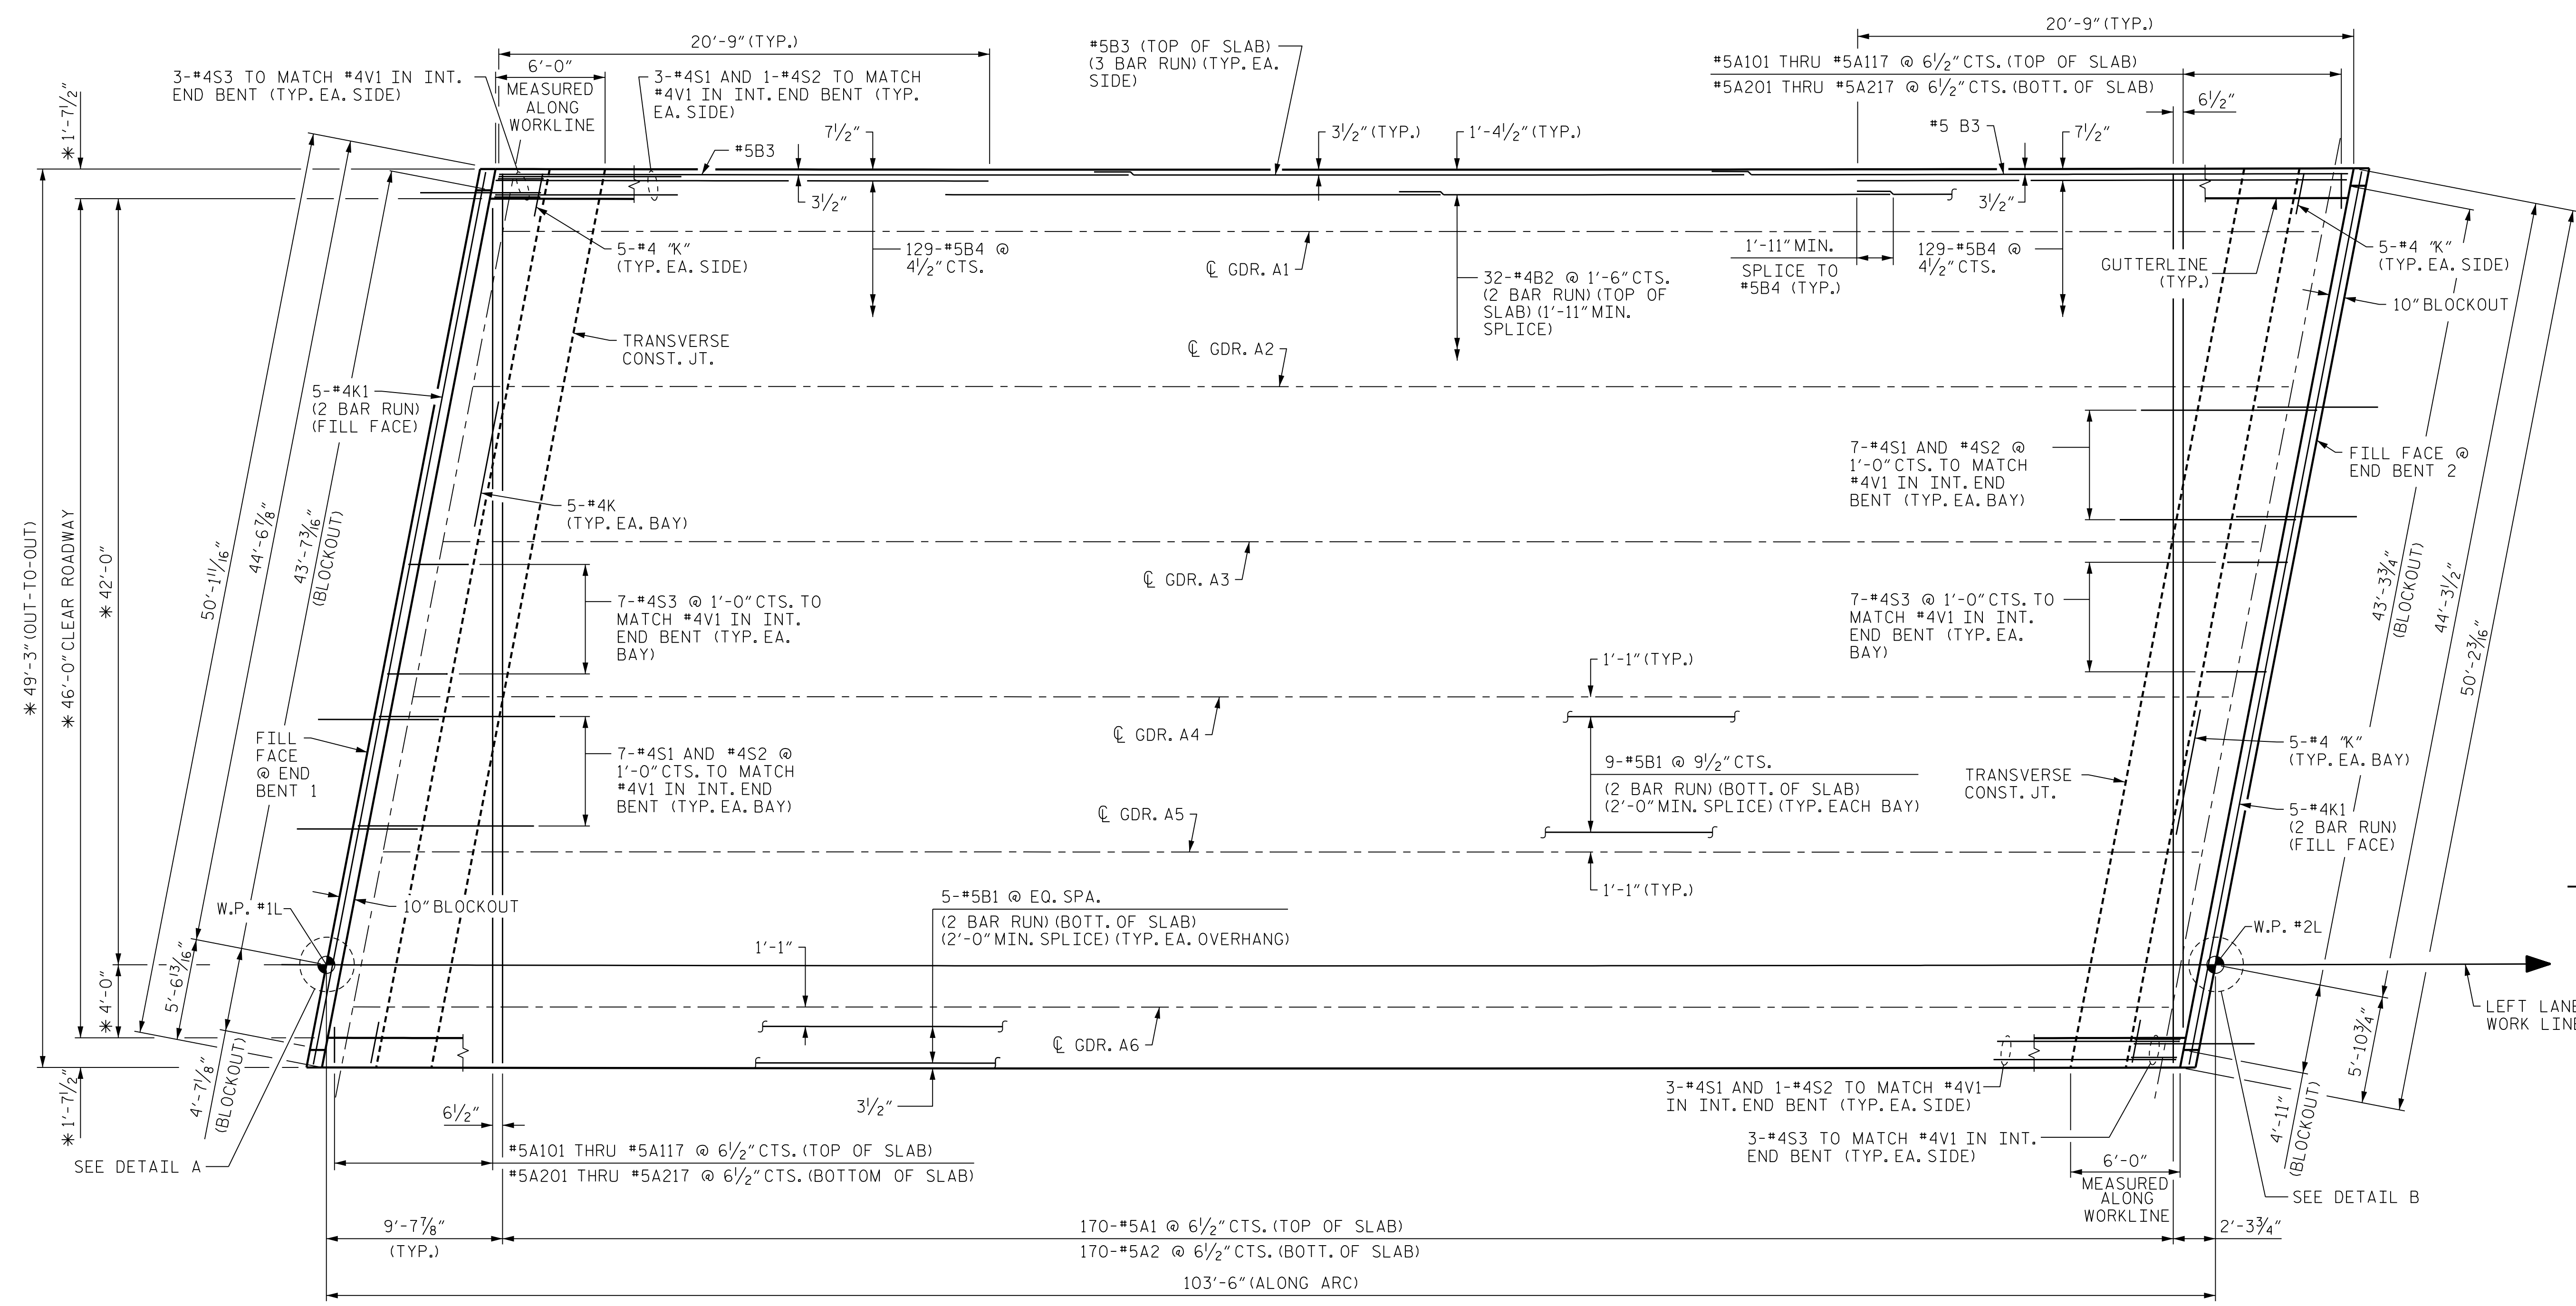 20'-9" (TYP.)
6'-0"
MEASURED
ALONG
WORKLINE
3-#4S3 TO MATCH #4V1 IN INT.
END BENT (TYP. EA. SIDE)
3-#4S1 AND 1-#4S2 TO MATCH
#4V1 IN INT. END BENT (TYP.
EA. SIDE)
#5B3 (TOP OF SLAB)
(3 BAR RUN) (TYP. EA.
SIDE)
20'-9" (TYP.)
#5A101 THRU #5A117 @ 6½" CTS. (TOP OF SLAB)
#5A201 THRU #5A217 @ 6½" CTS. (BOTT. OF SLAB)
6½"
✳ 1'-7½"
7½"
#5B3
3½" (TYP.)
1'-4½" (TYP.)
#5 B3
7½"
3½"
3½"
5-#4 "K"
(TYP. EA. SIDE)
129-#5B4 @
4½" CTS.
℄ GDR. A1
32-#4B2 @ 1'-6" CTS.
(2 BAR RUN) (TOP OF
SLAB) (1'-11" MIN.
SPLICE)
1'-11" MIN.
SPLICE TO
#5B4 (TYP.)
129-#5B4 @
4½" CTS.
GUTTERLINE
(TYP.)
5-#4 "K"
(TYP. EA. SIDE)
10" BLOCKOUT
TRANSVERSE
CONST. JT.
℄ GDR. A2
5-#4K1
(2 BAR RUN)
(FILL FACE)
7-#4S1 AND #4S2 @
1'-0" CTS. TO MATCH
#4V1 IN INT. END
BENT (TYP. EA. BAY)
FILL FACE @
END BENT 2
5-#4K
(TYP. EA. BAY)
✳ 49'-3" (OUT-TO-OUT)
✳ 46'-0" CLEAR ROADWAY
✳ 42'-0"
50'-1 11/16"
44'-6⅞"
43'-7 3/16"
(BLOCKOUT)
℄ GDR. A3
7-#4S3 @ 1'-0" CTS. TO
MATCH #4V1 IN INT.
END BENT (TYP. EA.
BAY)
7-#4S3 @ 1'-0" CTS. TO
MATCH #4V1 IN INT.
END BENT (TYP. EA.
BAY)
43'-3¾"
(BLOCKOUT)
44'-3½"
50'-2 3/16"
1'-1" (TYP.)
℄ GDR. A4
FILL
FACE
@ END
BENT 1
7-#4S1 AND #4S2 @
1'-0" CTS. TO MATCH
#4V1 IN INT. END
BENT (TYP. EA. BAY)
9-#5B1 @ 9½" CTS.
(2 BAR RUN) (BOTT. OF SLAB)
(2'-0" MIN. SPLICE) (TYP. EACH BAY)
TRANSVERSE
CONST. JT.
5-#4 "K"
(TYP. EA. BAY)
5-#4K1
(2 BAR RUN)
(FILL FACE)
℄ GDR. A5
1'-1" (TYP.)
W.P. #1L
10" BLOCKOUT
5-#5B1 @ EQ. SPA.
(2 BAR RUN) (BOTT. OF SLAB)
(2'-0" MIN. SPLICE) (TYP. EA. OVERHANG)
1'-1"
W.P. #2L
✳ 4'-0"
5'-6 13/16"
4'-7⅛"
(BLOCKOUT)
℄ GDR. A6
LEFT LANE
WORK LINE
5'-10¾"
4'-11"
(BLOCKOUT)
✳ 1'-7½"
6½"
3½"
3-#4S1 AND 1-#4S2 TO MATCH #4V1
IN INT. END BENT (TYP. EA. SIDE)
3-#4S3 TO MATCH #4V1 IN INT.
END BENT (TYP. EA. SIDE)
SEE DETAIL A
#5A101 THRU #5A117 @ 6½" CTS. (TOP OF SLAB)
#5A201 THRU #5A217 @ 6½" CTS. (BOTTOM OF SLAB)
6'-0"
MEASURED
ALONG
WORKLINE
SEE DETAIL B
9'-7⅞"
(TYP.)
170-#5A1 @ 6½" CTS. (TOP OF SLAB)
170-#5A2 @ 6½" CTS. (BOTT. OF SLAB)
2'-3¾"
103'-6" (ALONG ARC)